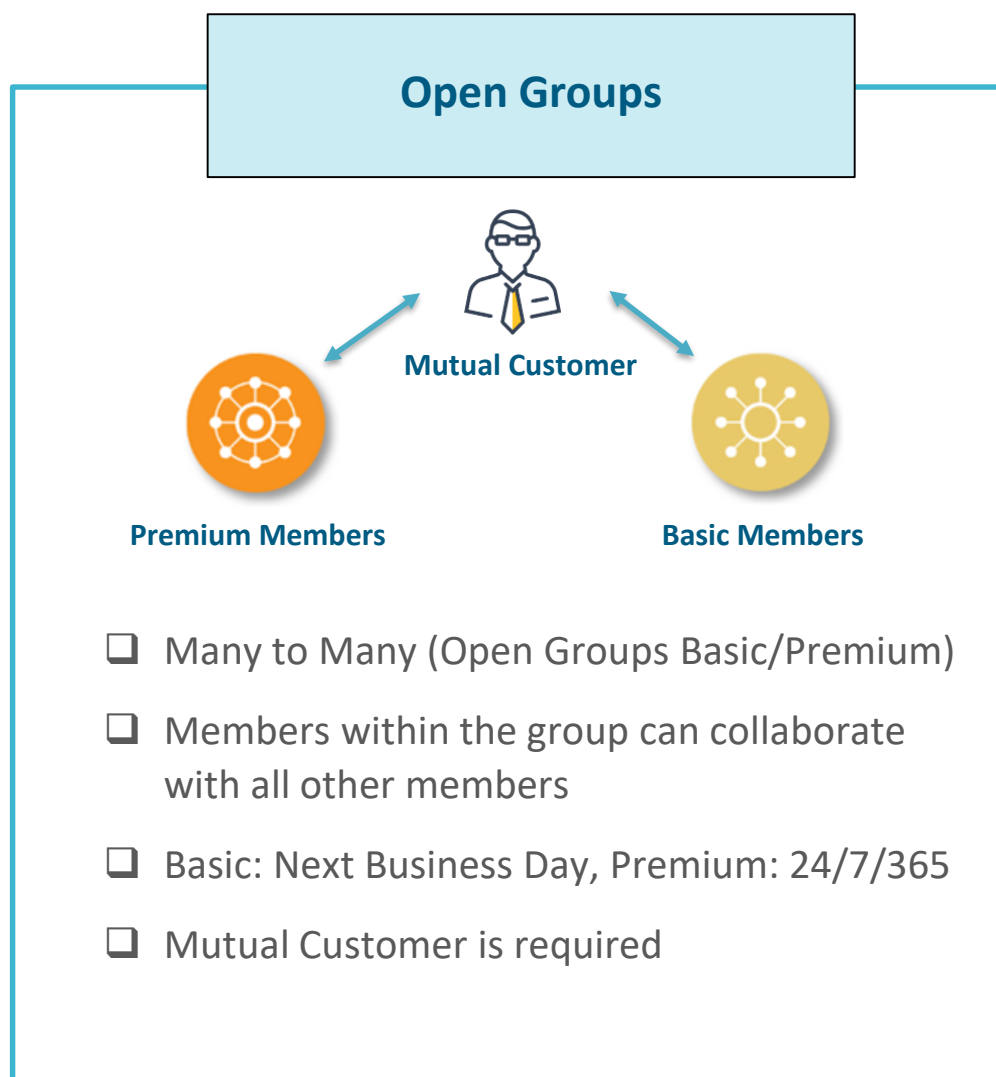 Open Groups
Mutual Customer
Premium Members
Basic Members
❑ Many to Many (Open Groups Basic/Premium)
❑ Members within the group can collaborate
with all other members
❑ Basic: Next Business Day, Premium: 24/7/365
❑ Mutual Customer is required